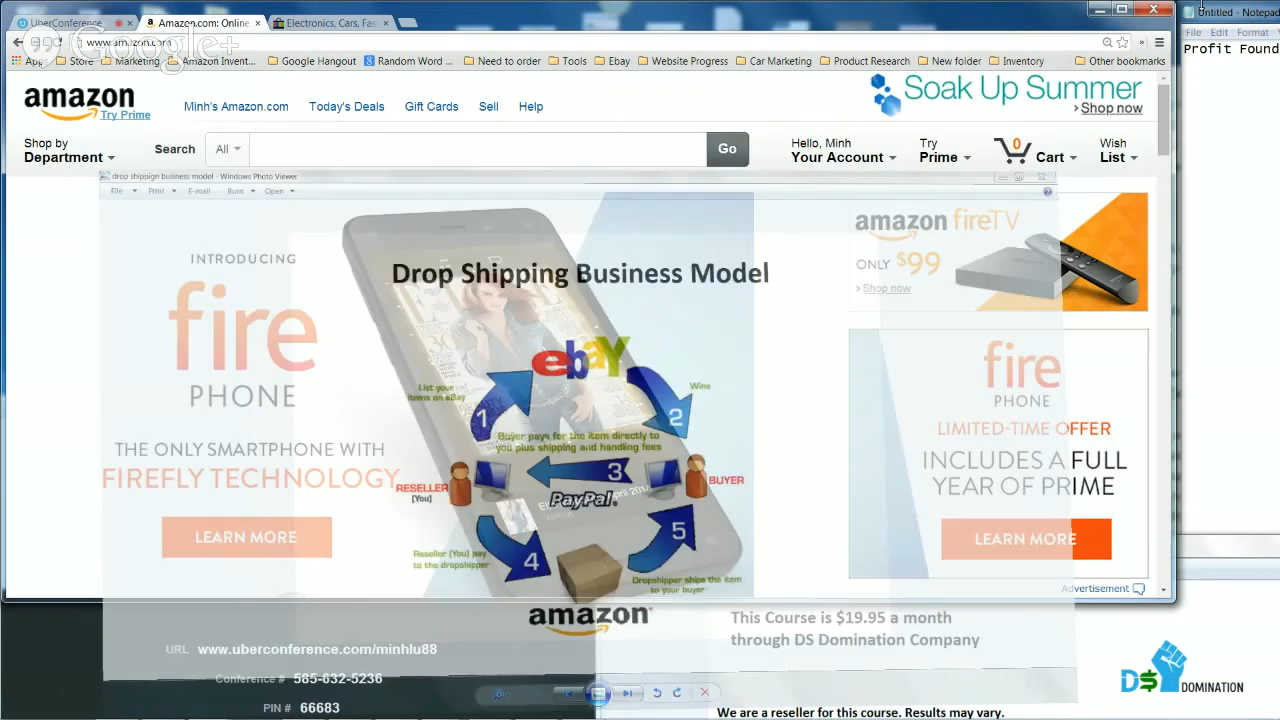 UberConference
Amazon.com: Online
Electronics, Cars, Fas
Untitled - Notepad
Google+
www.amazon.com
File Edit Format
App Store Marketing Amazon Invent... Google Hangout Random Word ... Need to order Tools Ebay Website Progress Car Marketing Product Research New folder Inventory Other bookmarks
Profit Found
amazon
Try Prime
Minh's Amazon.com Today's Deals Gift Cards Sell Help
Soak Up Summer
Shop now
Shop by
Department
Search All Go
Hello, Minh
Your Account
Try
Prime
0
Cart
Wish
List
drop shippign business model - Windows Photo Viewer
File Print E-mail Burn Open
INTRODUCING
fire
PHONE
THE ONLY SMARTPHONE WITH
FIREFLY TECHNOLOGY
LEARN MORE
Drop Shipping Business Model
ebay
List your
items on eBay
1
Wins
2
Buyer pays for the item directly to
you plus shipping and handling fees
3
RESELLER
[You]
BUYER
PayPal
4
5
Reseller (You) pay
to the dropshipper
Dropshipper ships the item
to your buyer
amazon
amazon fireTV
ONLY $99
Shop now
fire
PHONE
LIMITED-TIME OFFER
INCLUDES A FULL
YEAR OF PRIME
LEARN MORE
Advertisement
This Course is $19.95 a month
through DS Domination Company
URL www.uberconference.com/minhlu88
Conference # 585-632-5236
PIN # 66683
D$ DOMINATION
We are a reseller for this course. Results may vary.